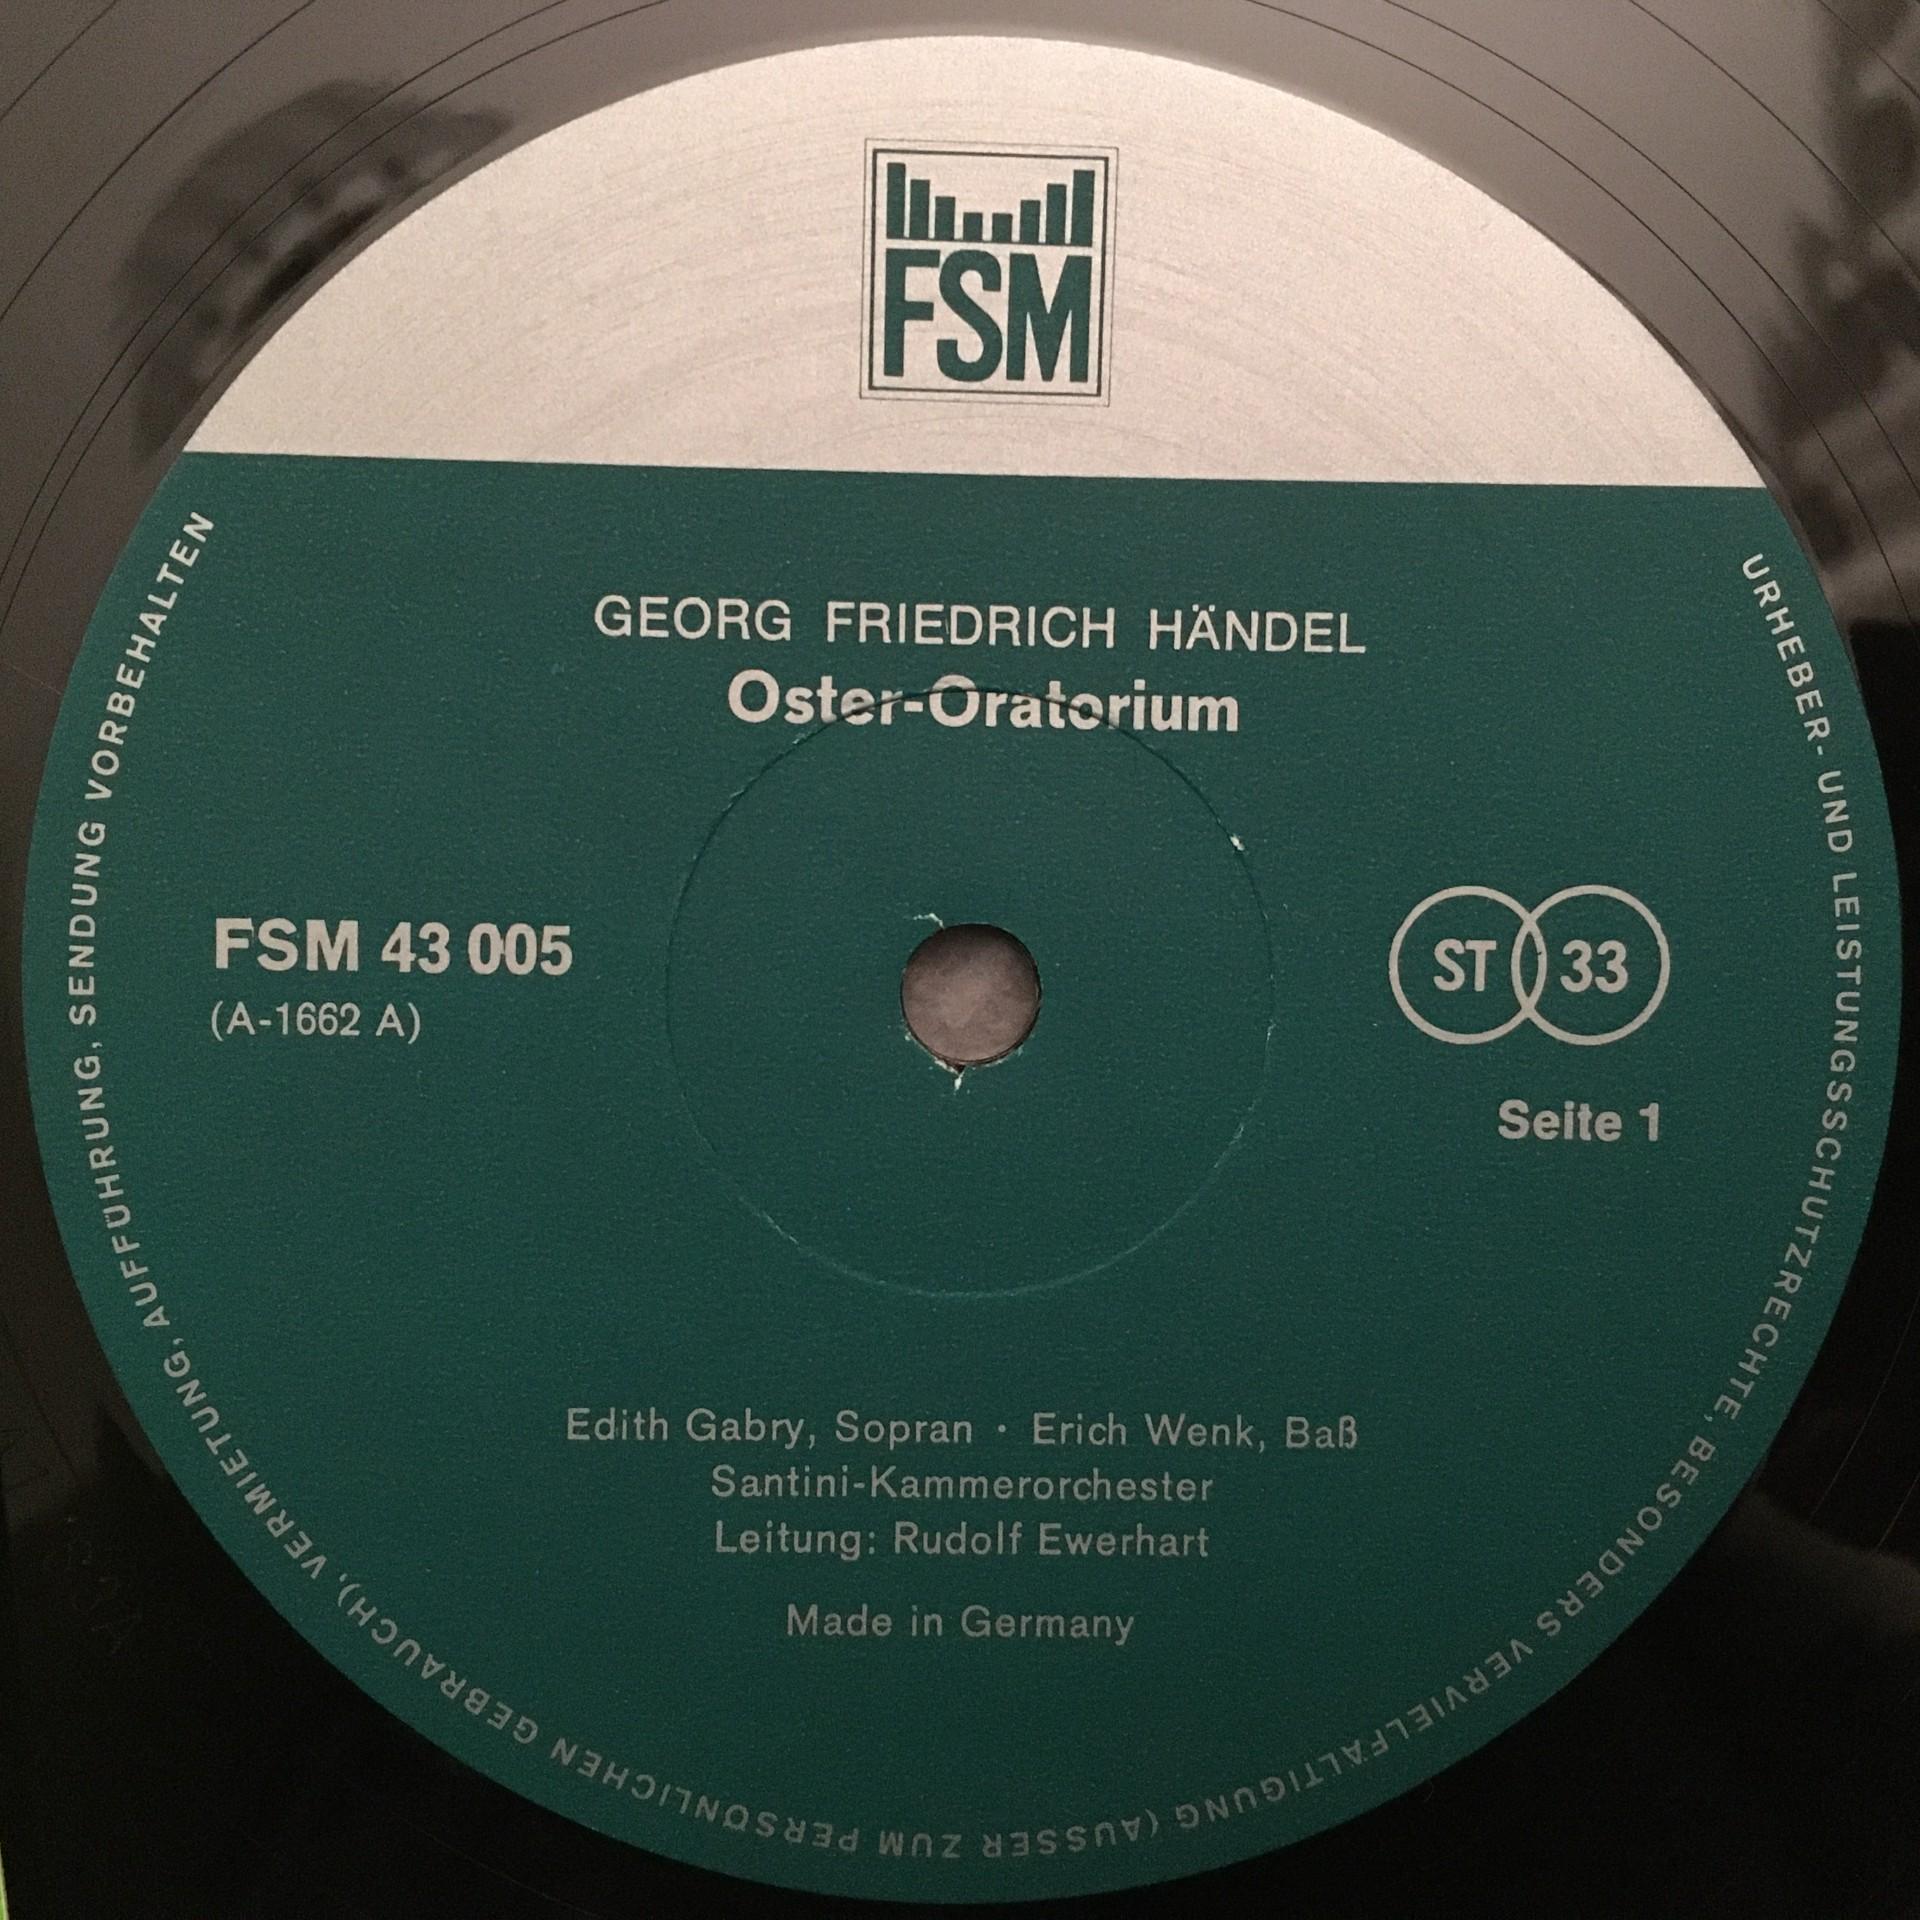 FSM
GEORG FRIEDRICH HÄNDEL
Oster-Oratorium
FSM 43 005
(A-1662 A)
ST 33
Seite 1
Edith Gabry, Sopran · Erich Wenk, Baß
Santini-Kammerorchester
Leitung: Rudolf Ewerhart
Made in Germany
URHEBER- UND LEISTUNGSSCHUTZRECHTE, BESONDERS VERVIELFÄLTIGUNG (AUSSER ZUM PERSÖNLICHEN GEBRAUCH), VERMIETUNG, AUFFÜHRUNG, SENDUNG VORBEHALTEN